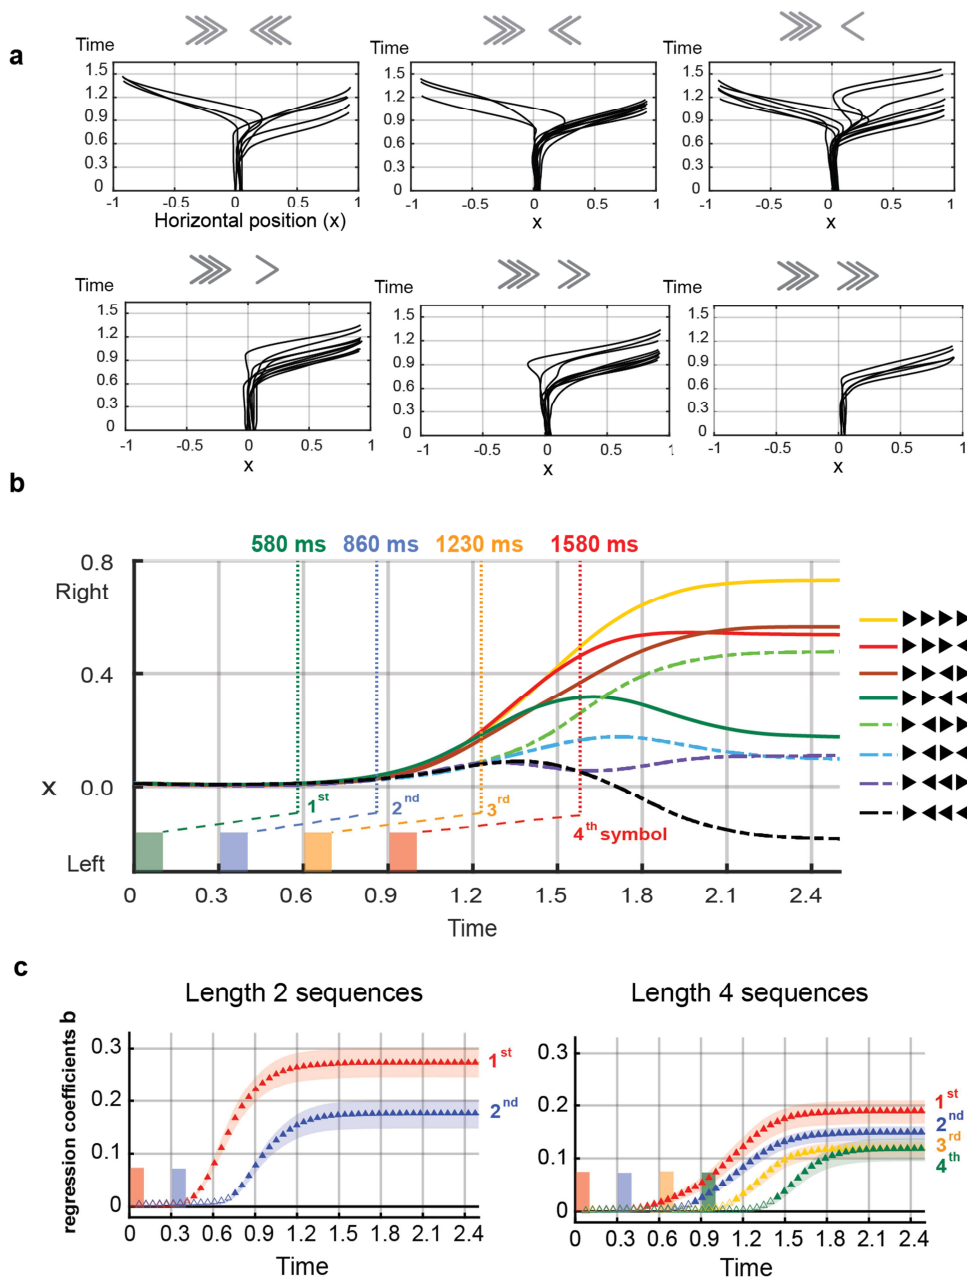 a
Time
Time
Time
1.5
1.2
0.9
0.6
0.3
0
-1 -0.5 0 0.5 1
Horizontal position (x)
1.5
1.2
0.9
0.6
0.3
0
-1 -0.5 0 0.5 1
x
1.5
1.2
0.9
0.6
0.3
0
-1 -0.5 0 0.5 1
x
Time
Time
Time
1.5
1.2
0.9
0.6
0.3
0
-1 -0.5 0 0.5 1
x
1.5
1.2
0.9
0.6
0.3
0
-1 -0.5 0 0.5
x
1.5
1.2
0.9
0.6
0.3
0
-1 -0.5 0 0.5 1
x
b
580 ms 860 ms 1230 ms 1580 ms
0.8
Right
0.4
x 0.0
Left
1st
2nd
3rd
4th symbol
0 0.3 0.6 0.9 1.2 1.5 1.8 2.1 2.4
Time
c
Length 2 sequences
regression coefficients b
0.3
0.2
0.1
0
1st
2nd
0 0.3 0.6 0.9 1.2 1.5 1.8 2.1 2.4
Time
Length 4 sequences
0.3
0.2
0.1
0
1st
2nd
3rd
4th
0 0.3 0.6 0.9 1.2 1.5 1.8 2.1 2.4
Time